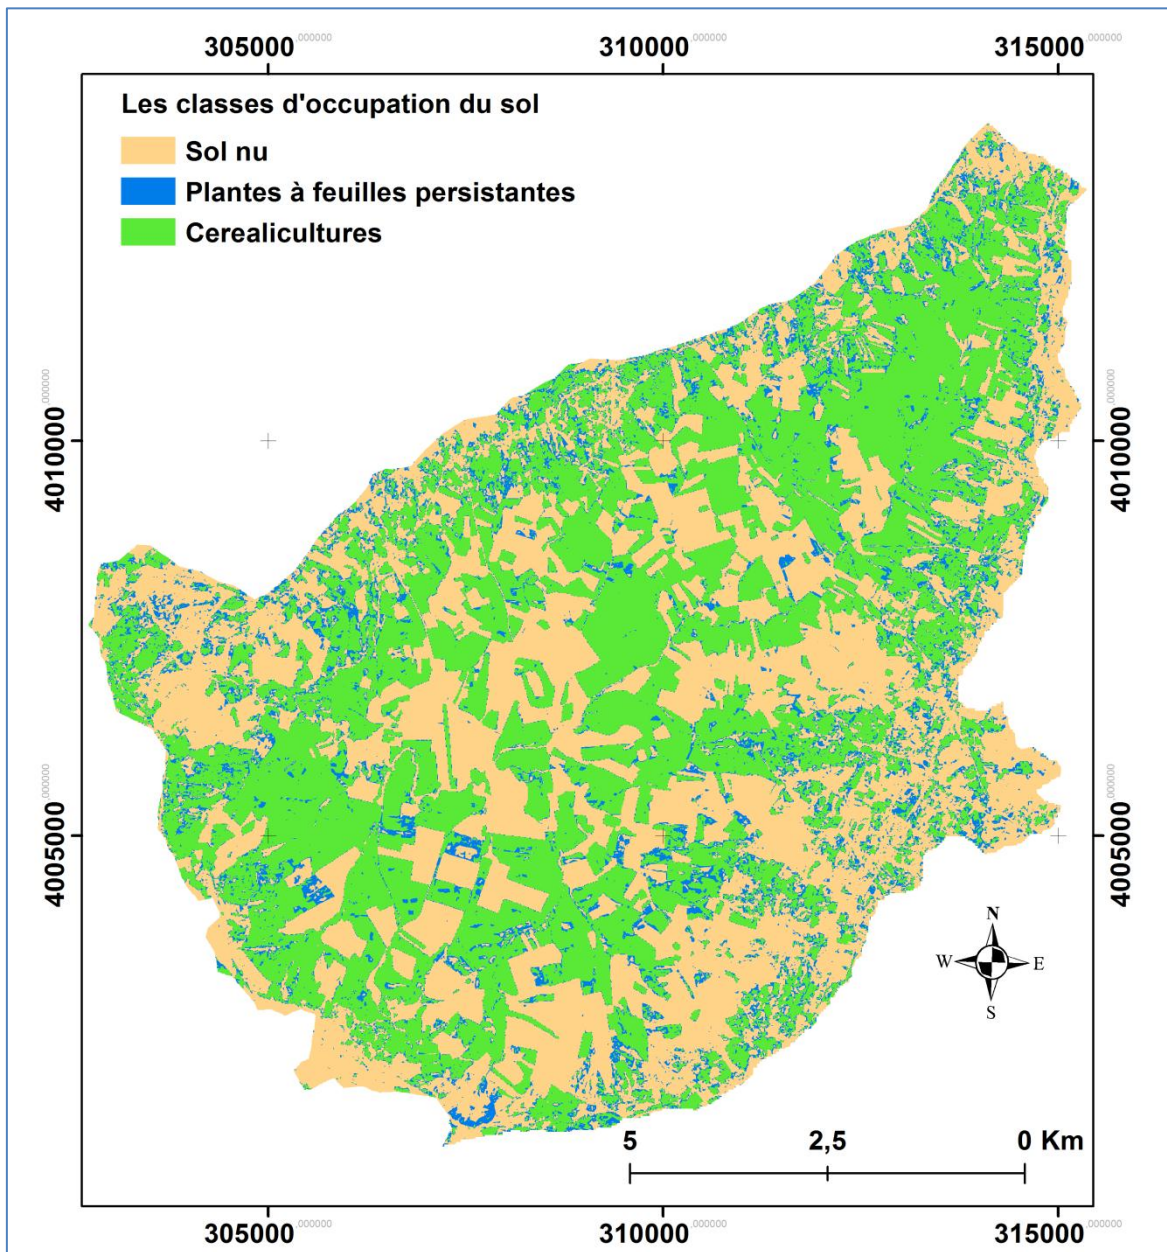 305000,000000 310000,000000 315000,000000
Les classes d'occupation du sol
Sol nu
Plantes à feuilles persistantes
Cerealicultures
4010000,000000 4010000,000000
4005000,000000 4005000,000000
N
W E
S
5 2,5 0 Km
305000,000000 310000,000000 315000,000000